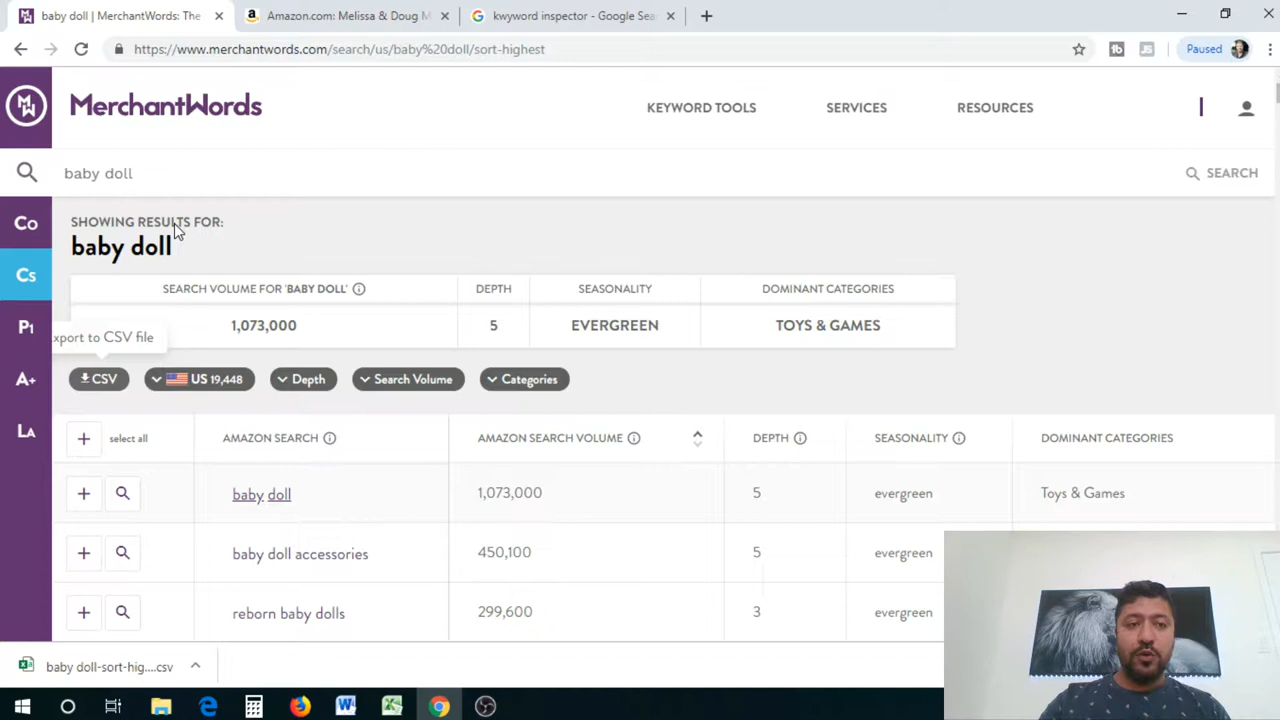 baby doll | MerchantWords: The
Amazon.com: Melissa & Doug M
kwyword inspector - Google Sea
https://www.merchantwords.com/search/us/baby%20doll/sort-highest
Paused
MerchantWords
KEYWORD TOOLS
SERVICES
RESOURCES
baby doll
SEARCH
Co
SHOWING RESULTS FOR:
baby doll
Cs
SEARCH VOLUME FOR 'BABY DOLL'
DEPTH
SEASONALITY
DOMINANT CATEGORIES
1,073,000
5
EVERGREEN
TOYS & GAMES
P1
xport to CSV file
A+
CSV
US 19,448
Depth
Search Volume
Categories
LA
select all
AMAZON SEARCH
AMAZON SEARCH VOLUME
DEPTH
SEASONALITY
DOMINANT CATEGORIES
baby doll
1,073,000
5
evergreen
Toys & Games
baby doll accessories
450,100
5
evergreen
reborn baby dolls
299,600
3
evergreen
baby doll-sort-hig....csv